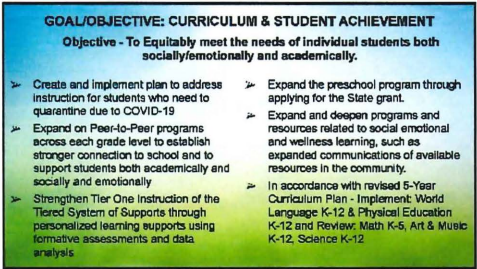 GOAL/OBJECTIVE: CURRICULUM & STUDENT ACHIEVEMENT
Objective - To Equitably meet the needs of individual students both
socially/emotionally and academically.
Create and implement plan to address
instruction for students who need to
quarantine due to COVID-19
Expand on Peer-to-Peer programs
across each grade level to establish
stronger connection to school and to
support students both academically and
socially and emotionally
Strengthen Tier One Instruction of the
Tiered System of Supports through
personalized learning supports using
formative assessments and data
analysis
Expand the preschool program through
applying for the State grant.
Expand and deepen programs and
resources related to social emotional
and wellness learning, such as
expanded communications of available
resources in the community.
In accordance with revised 5-Year
Curriculum Plan - Implement: World
Language K-12 & Physical Education
K-12 and Review: Math K-5, Art & Music
K-12, Science K-12